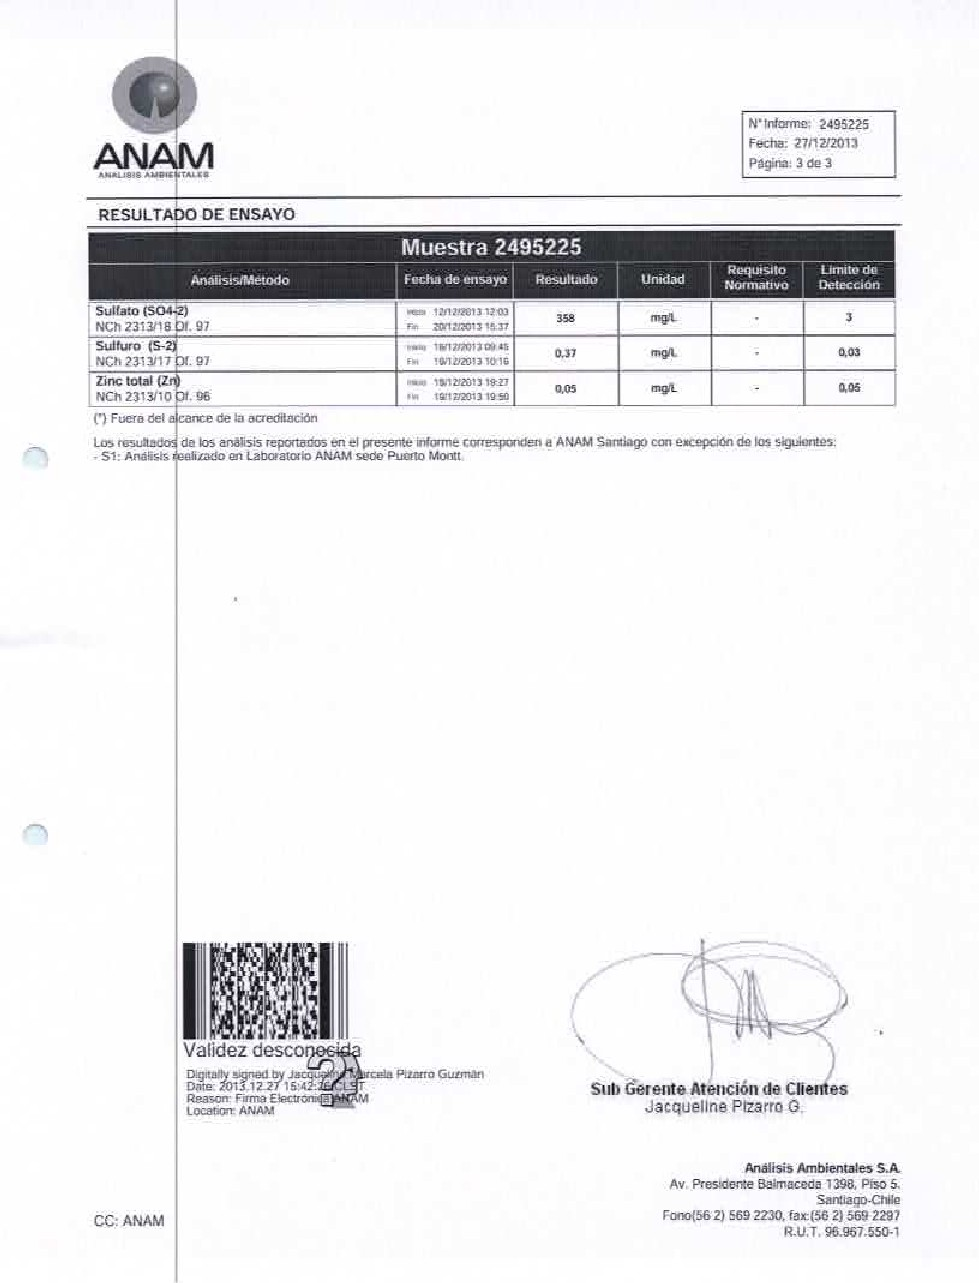 ANAM
ANALISIS AMBIENTALES
N° Informe: 2495225
Fecha: 27/12/2013
Página: 3 de 3
RESULTADO DE ENSAYO
Muestra 2495225
Análisis/Método Fecha de ensayo Resultado Unidad Requisito Normativo Límite de Detección
Sulfato (SO4-2) Inicio 12/12/2013 12:03 358 mg/L - 3
NCh 2313/18 Of. 97 Fin 20/12/2013 15:37
Sulfuro (S-2) Inicio 16/12/2013 09:45 0,37 mg/L - 0,03
NCh 2313/17 Of. 97 Fin 16/12/2013 10:16
Zinc total (Zn) Inicio 19/12/2013 19:27 0,05 mg/L - 0,05
NCh 2313/10 Of. 96 Fin 19/12/2013 19:50
(*) Fuera del alcance de la acreditación
Los resultados de los análisis reportados en el presente informe corresponden a ANAM Santiago con excepción de los siguientes:
- S1: Análisis realizado en Laboratorio ANAM sede Puerto Montt.
Validez desconocida
Digitally signed by Jacqueline Marcela Pizarro Guzmán
Date: 2013.12.27 15:42:26 CLST
Reason: Firma Electrónica ANAM
Location: ANAM
Sub Gerente Atención de Clientes
Jacqueline Pizarro G.
Análisis Ambientales S.A.
Av. Presidente Balmaceda 1398, Piso 5.
Santiago-Chile
Fono(56 2) 569 2230, fax:(56 2) 569 2297
R.U.T. 96.967.550-1
CC: ANAM